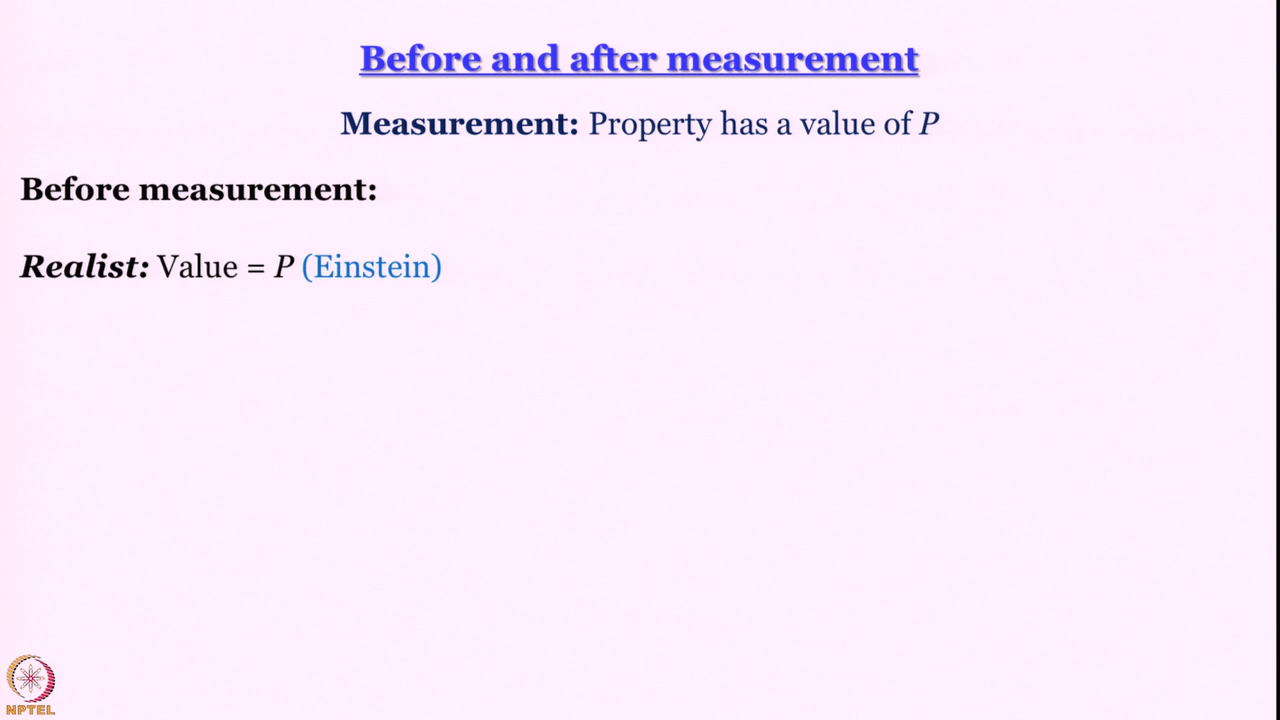 Before and after measurement
Measurement: Property has a value of P
Before measurement:
Realist: Value = P (Einstein)
NPTEL